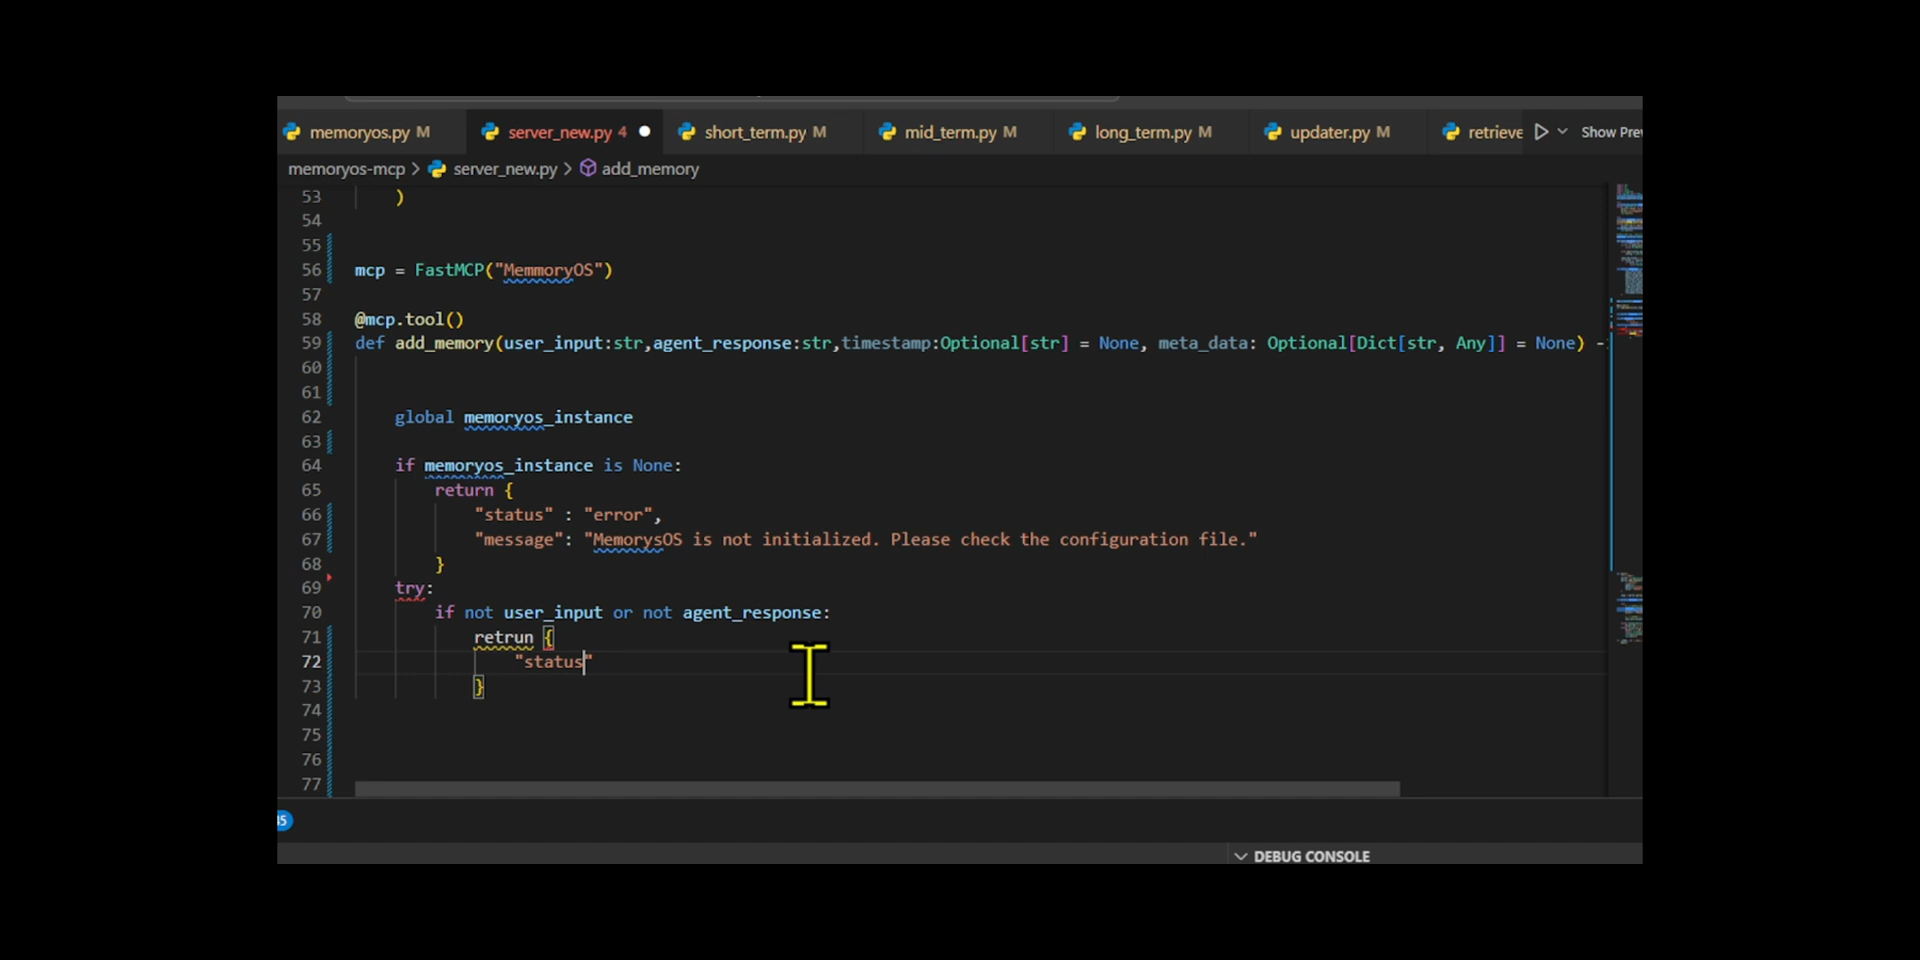 memoryos.py M server_new.py 4 short_term.py M mid_term.py M long_term.py M updater.py M retrieve Show Prev
memoryos-mcp > server_new.py > add_memory
53 )
54
55
56 mcp = FastMCP("MemmoryOS")
57
58 @mcp.tool()
59 def add_memory(user_input:str,agent_response:str,timestamp:Optional[str] = None, meta_data: Optional[Dict[str, Any]] = None) -
60
61
62 global memoryos_instance
63
64 if memoryos_instance is None:
65 return {
66 "status" : "error",
67 "message": "MemorysOS is not initialized. Please check the configuration file."
68 }
69 try:
70 if not user_input or not agent_response:
71 retrun {
72 "status"
73 }
74
75
76
77
DEBUG CONSOLE